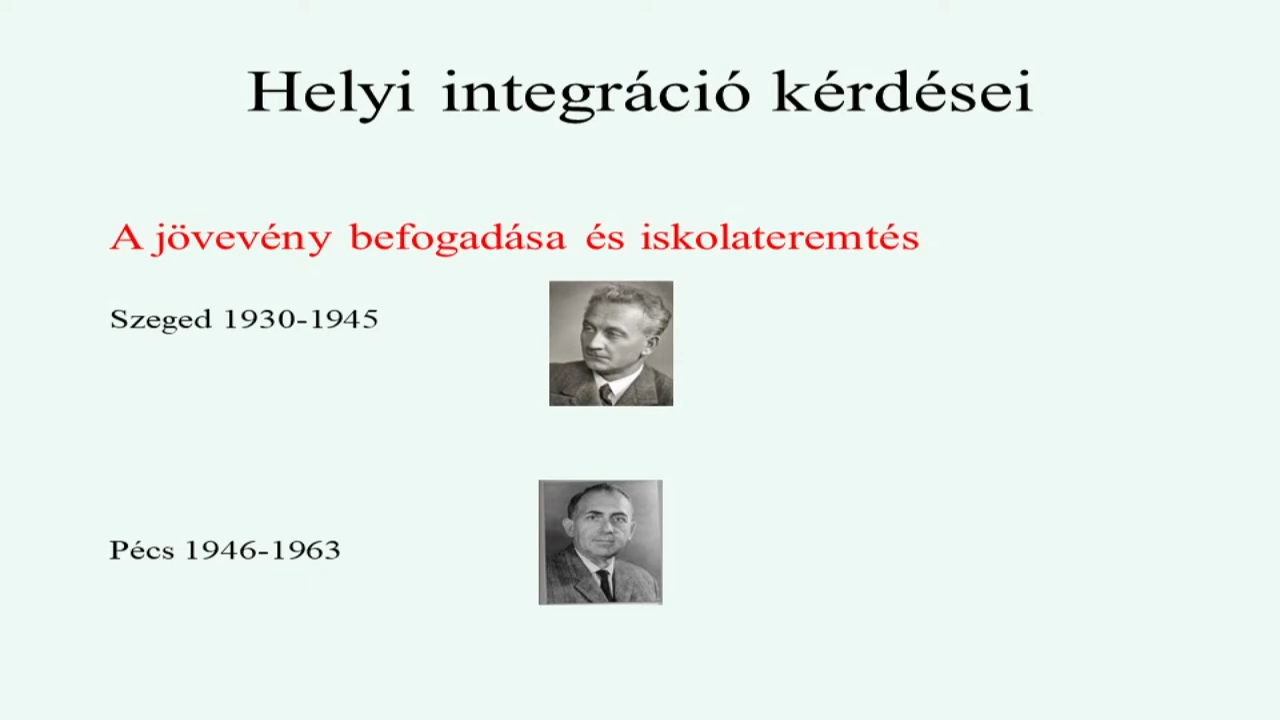 Helyi integráció kérdései
A jövevény befogadása és iskolateremtés
Szeged 1930-1945
Pécs 1946-1963